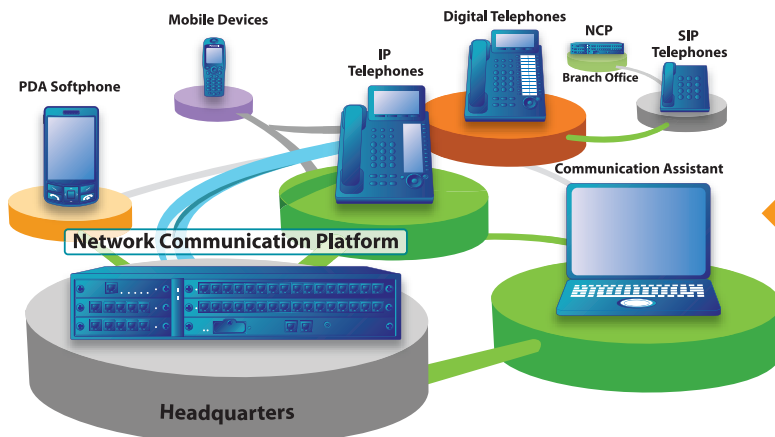 Mobile Devices
Digital Telephones
NCP
SIP
Telephones
IP
Telephones
Branch Office
PDA Softphone
Communication Assistant
Network Communication Platform
Headquarters